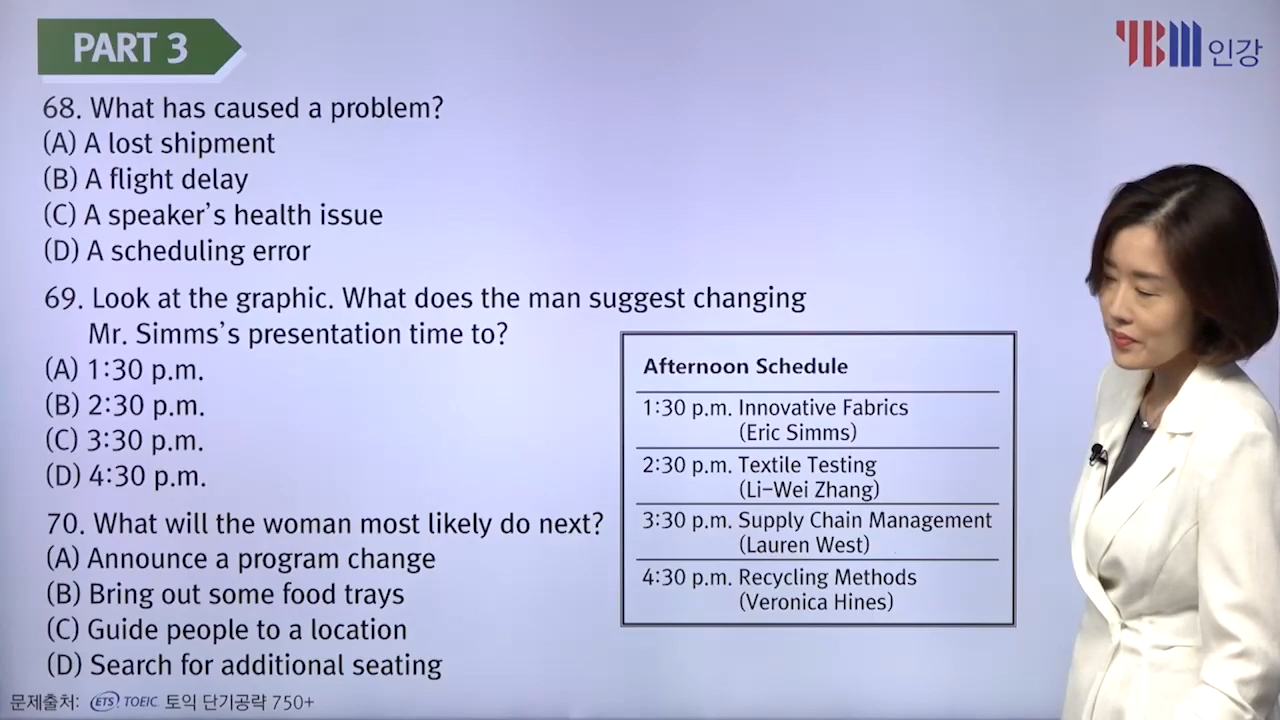 PART 3
YBM 인강
68. What has caused a problem?
(A) A lost shipment
(B) A flight delay
(C) A speaker's health issue
(D) A scheduling error
69. Look at the graphic. What does the man suggest changing
Mr. Simms's presentation time to?
(A) 1:30 p.m.
(B) 2:30 p.m.
(C) 3:30 p.m.
(D) 4:30 p.m.
70. What will the woman most likely do next?
(A) Announce a program change
(B) Bring out some food trays
(C) Guide people to a location
(D) Search for additional seating
Afternoon Schedule
1:30 p.m. Innovative Fabrics
(Eric Simms)
2:30 p.m. Textile Testing
(Li-Wei Zhang)
3:30 p.m. Supply Chain Management
(Lauren West)
4:30 p.m. Recycling Methods
(Veronica Hines)
문제출처: ETS TOEIC 토익 단기공략 750+